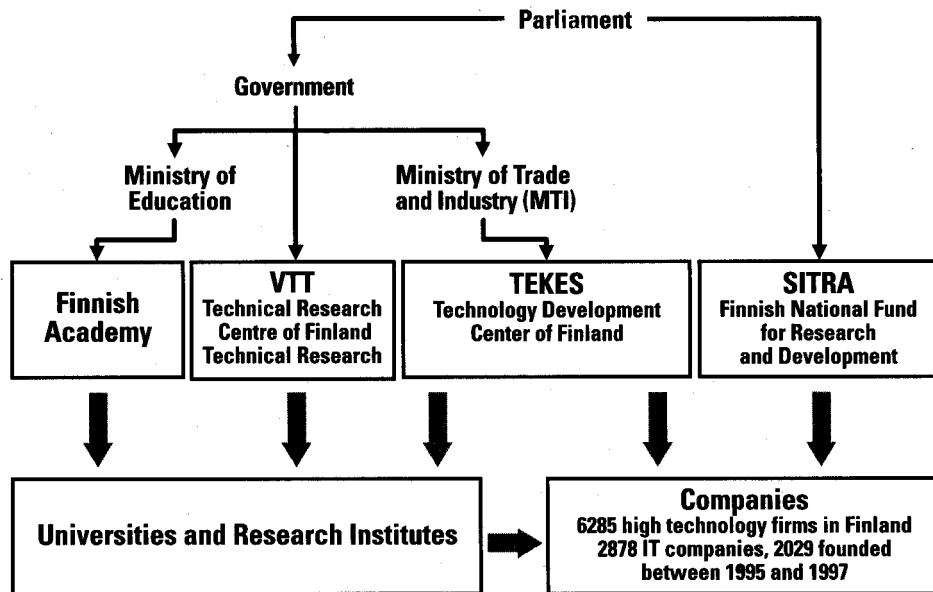 Parliament
Government
Ministry of
Education
Ministry of Trade
and Industry (MTI)
Finnish
Academy
VTT
Technical Research
Centre of Finland
Technical Research
TEKES
Technology Development
Center of Finland
SITRA
Finnish National Fund
for Research
and Development
Universities and Research Institutes
Companies
6285 high technology firms in Finland
2878 IT companies, 2029 founded
between 1995 and 1997